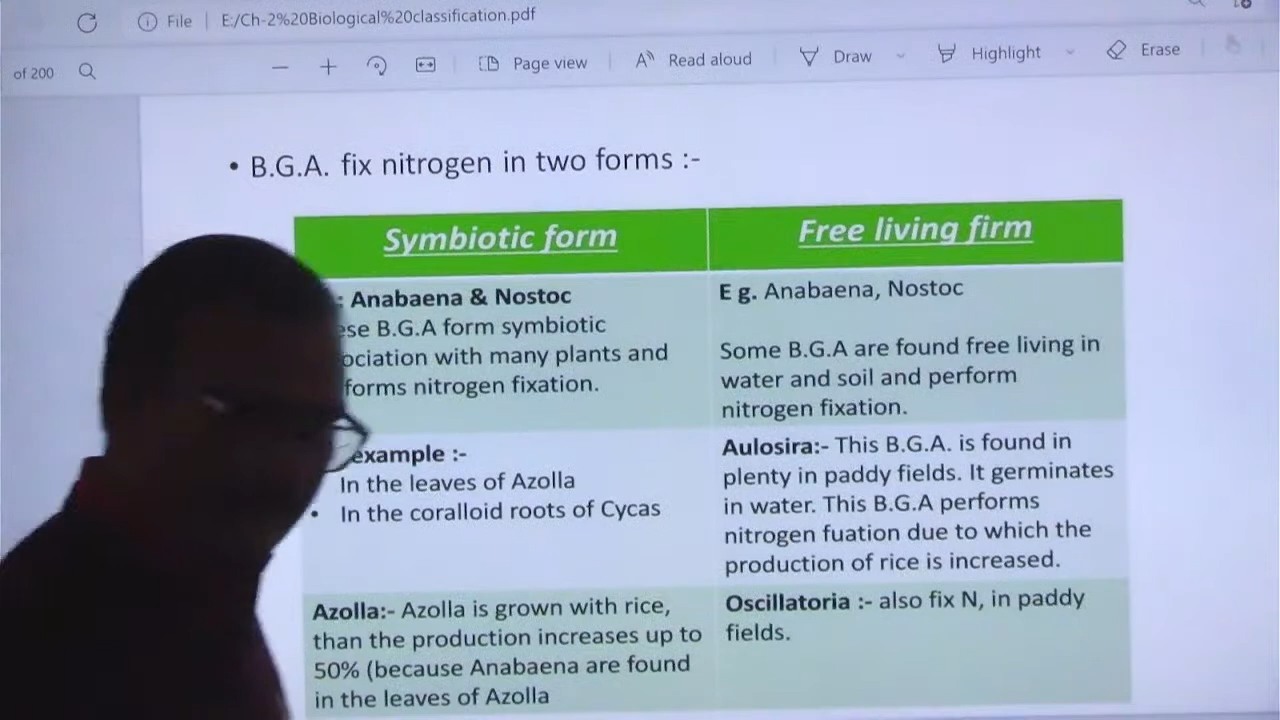 File | E:/Ch-2%20Biological%20classification.pdf
of 200
Page view
Read aloud
Draw
Highlight
Erase
• B.G.A. fix nitrogen in two forms :-
Symbiotic form
Free living firm
: Anabaena & Nostoc
B.G.A form symbiotic
with many plants and
nitrogen fixation.
E g. Anabaena, Nostoc
Some B.G.A are found free living in
water and soil and perform
nitrogen fixation.
example :-
In the leaves of Azolla
• In the coralloid roots of Cycas
Aulosira:- This B.G.A. is found in
plenty in paddy fields. It germinates
in water. This B.G.A performs
nitrogen fuation due to which the
production of rice is increased.
Azolla:- Azolla is grown with rice,
than the production increases up to
50% (because Anabaena are found
in the leaves of Azolla
Oscillatoria :- also fix N, in paddy
fields.